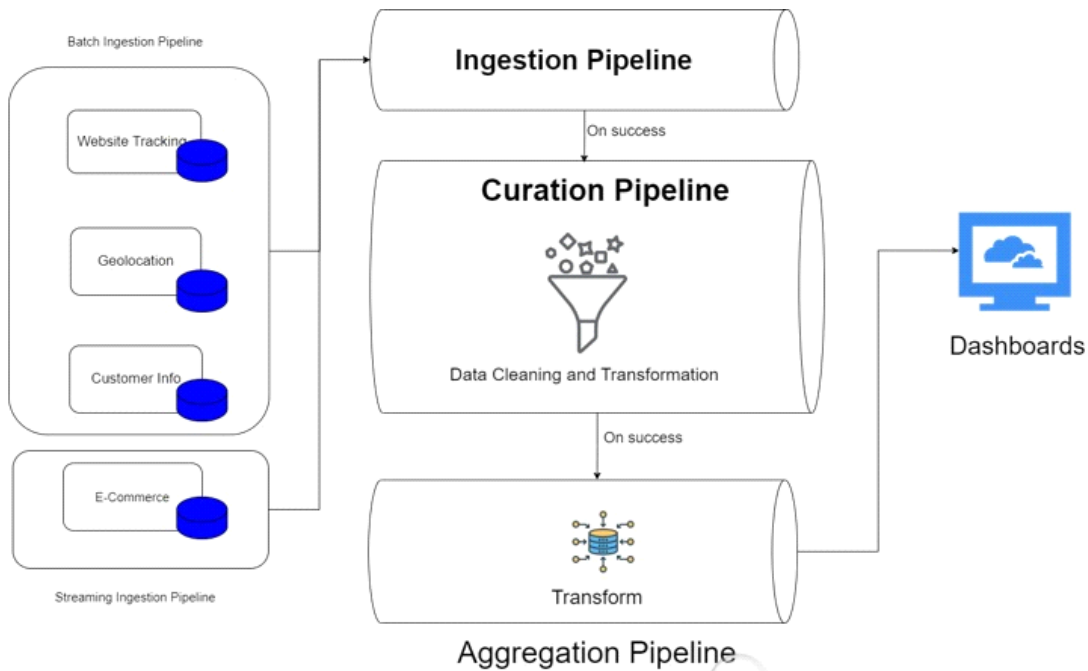 Batch Ingestion Pipeline
Website Tracking
Geolocation
Customer Info
E-Commerce
Streaming Ingestion Pipeline
Ingestion Pipeline
On success
Curation Pipeline
Data Cleaning and Transformation
On success
Transform
Aggregation Pipeline
Dashboards